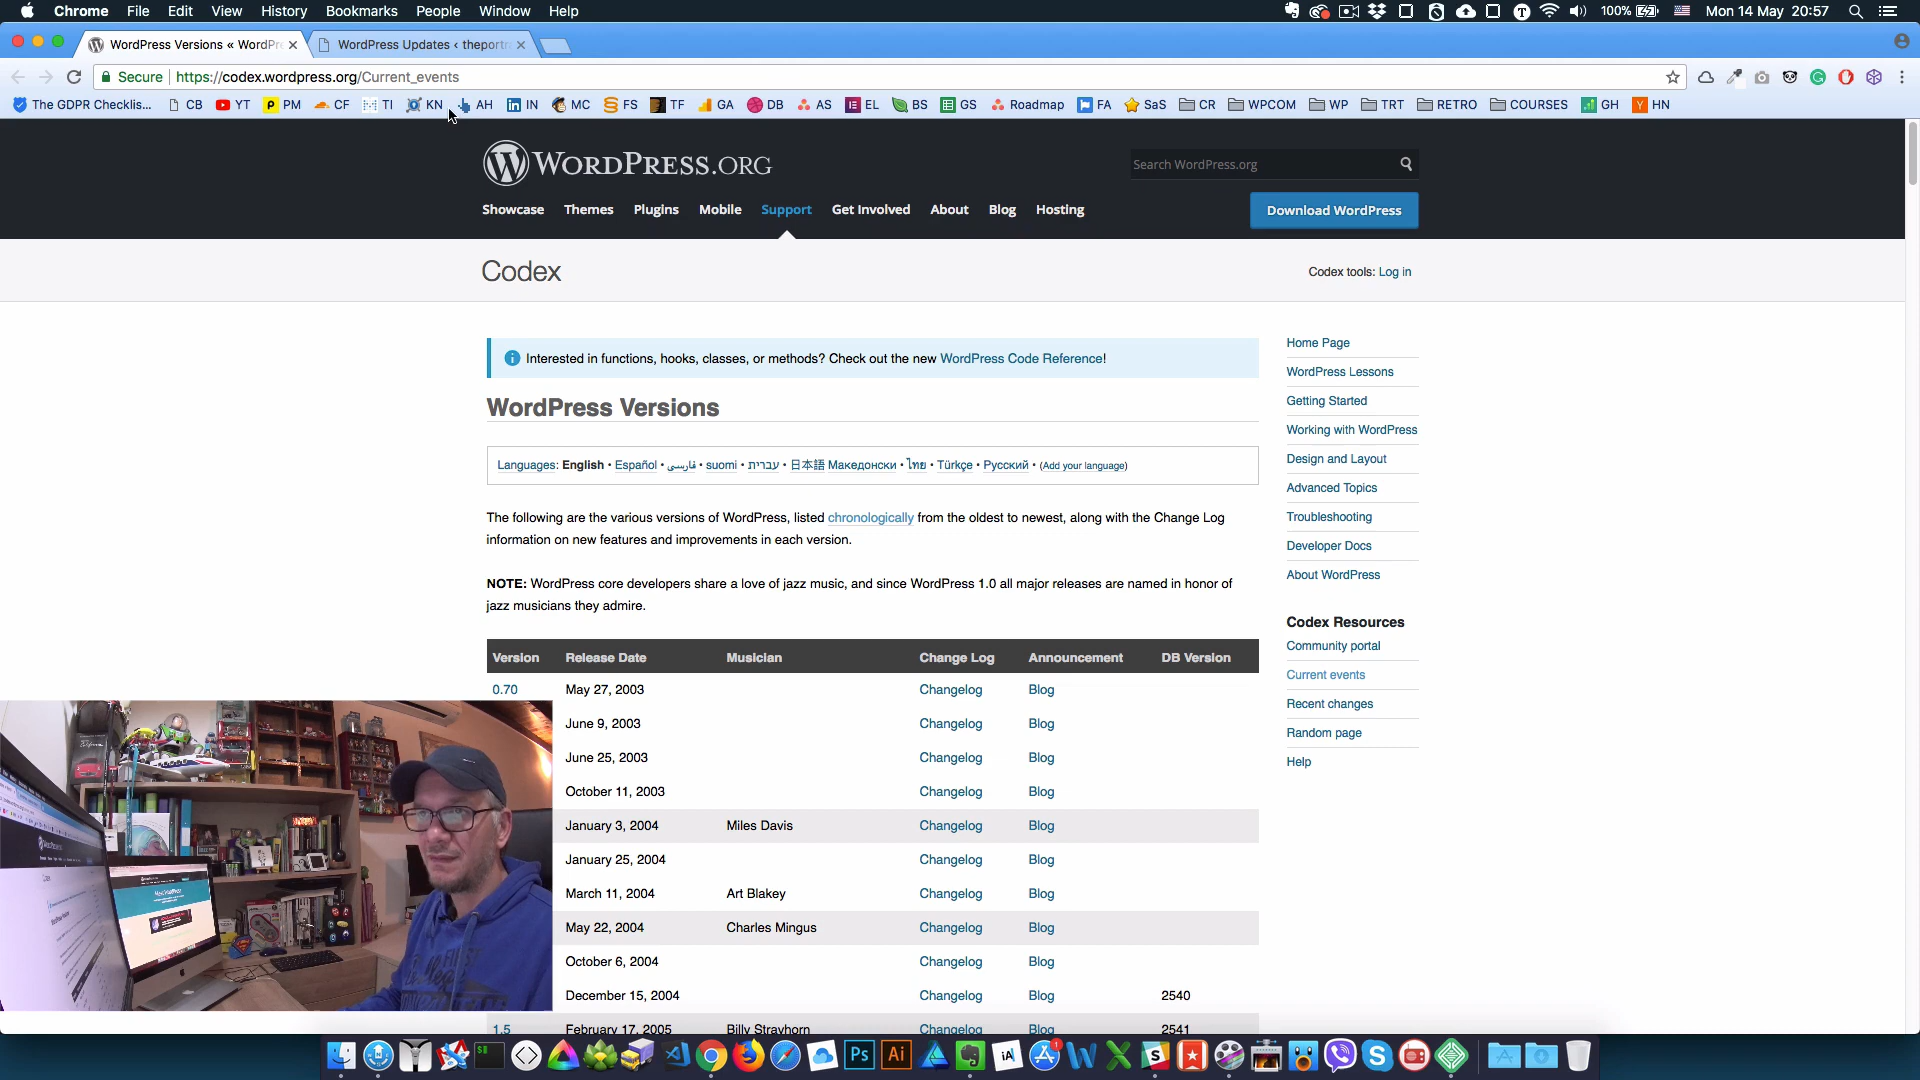 Chrome File Edit View History Bookmarks People Window Help 100% Mon 14 May 20:57
WordPress Versions « WordPr WordPress Updates ‹ theportr
Secure https://codex.wordpress.org/Current_events
The GDPR Checklis... CB YT PM CF TI KN AH IN MC FS TF GA DB AS EL BS GS Roadmap FA SaS CR WPCOM WP TRT RETRO COURSES GH HN
WORDPRESS.ORG
Search WordPress.org
Showcase Themes Plugins Mobile Support Get Involved About Blog Hosting
Download WordPress
Codex
Codex tools: Log in
Interested in functions, hooks, classes, or methods? Check out the new WordPress Code Reference!
WordPress Versions
Languages: English • Español • فارسی • suomi • עברית • 日本語 Македонски • ไทย • Türkçe • Русский • (Add your language)
The following are the various versions of WordPress, listed chronologically from the oldest to newest, along with the Change Log
information on new features and improvements in each version.
NOTE: WordPress core developers share a love of jazz music, and since WordPress 1.0 all major releases are named in honor of
jazz musicians they admire.
Version Release Date Musician Change Log Announcement DB Version
0.70 May 27, 2003 Changelog Blog
June 9, 2003 Changelog Blog
June 25, 2003 Changelog Blog
October 11, 2003 Changelog Blog
January 3, 2004 Miles Davis Changelog Blog
January 25, 2004 Changelog Blog
March 11, 2004 Art Blakey Changelog Blog
May 22, 2004 Charles Mingus Changelog Blog
October 6, 2004 Changelog Blog
December 15, 2004 Changelog Blog 2540
1.5 February 17, 2005 Billy Strayhorn Changelog Blog 2541
Home Page
WordPress Lessons
Getting Started
Working with WordPress
Design and Layout
Advanced Topics
Troubleshooting
Developer Docs
About WordPress
Codex Resources
Community portal
Current events
Recent changes
Random page
Help
Ps Ai iA